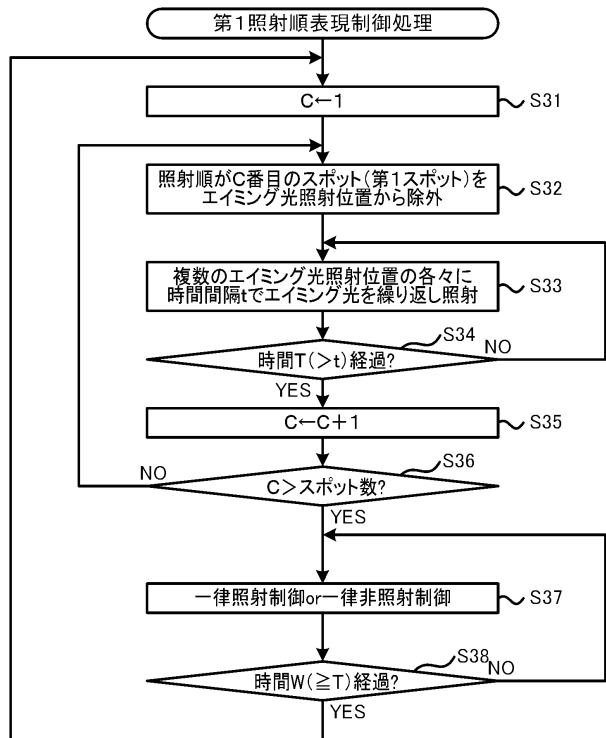 第1照射順表現制御処理
C←1
S31
照射順がC番目のスポット(第1スポット)を
エイミング光照射位置から除外
S32
複数のエイミング光照射位置の各々に
時間間隔tでエイミング光を繰り返し照射
S33
S34
時間T(>t)経過?
NO
YES
C←C+1
S35
S36
NO
C>スポット数?
YES
一律照射制御or一律非照射制御
S37
S38
時間W(≧T)経過?
NO
YES